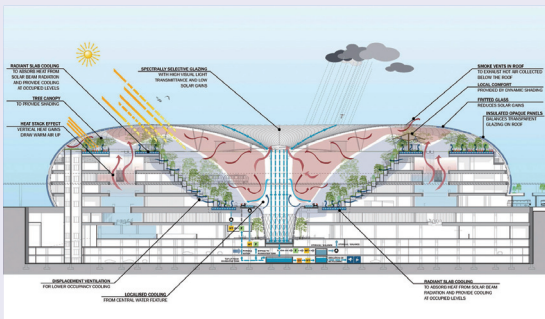 RADIANT SLAB COOLING
TO ABSORB HEAT FROM
SOLAR BEAM RADIATION
AND PROVIDE COOLING
AT OCCUPIED LEVELS
TREE CANOPY
TO PROVIDE SHADING
HEAT STACK EFFECT
VERTICAL HEAT GAINS
DRAW WARM AIR UP
SPECTRALLY SELECTIVE GLAZING
WITH HIGH VISUAL LIGHT
TRANSMITTANCE AND LOW
SOLAR GAINS
SMOKE VENTS IN ROOF
TO EXHAUST HOT AIR COLLECTED
BELOW THE ROOF
LOCAL COMFORT
PROVIDED BY DYNAMIC SHADING
FRITTED GLASS
REDUCES SOLAR GAINS
INSULATED OPAQUE PANELS
BALANCES TRANSPARENT
GLAZING ON ROOF
DISPLACEMENT VENTILATION
FOR LOWER OCCUPANCY COOLING
LOCALISED COOLING
FROM CENTRAL WATER FEATURE
RADIANT SLAB COOLING
TO ABSORB HEAT FROM SOLAR BEAM
RADIATION AND PROVIDE COOLING
AT OCCUPIED LEVELS